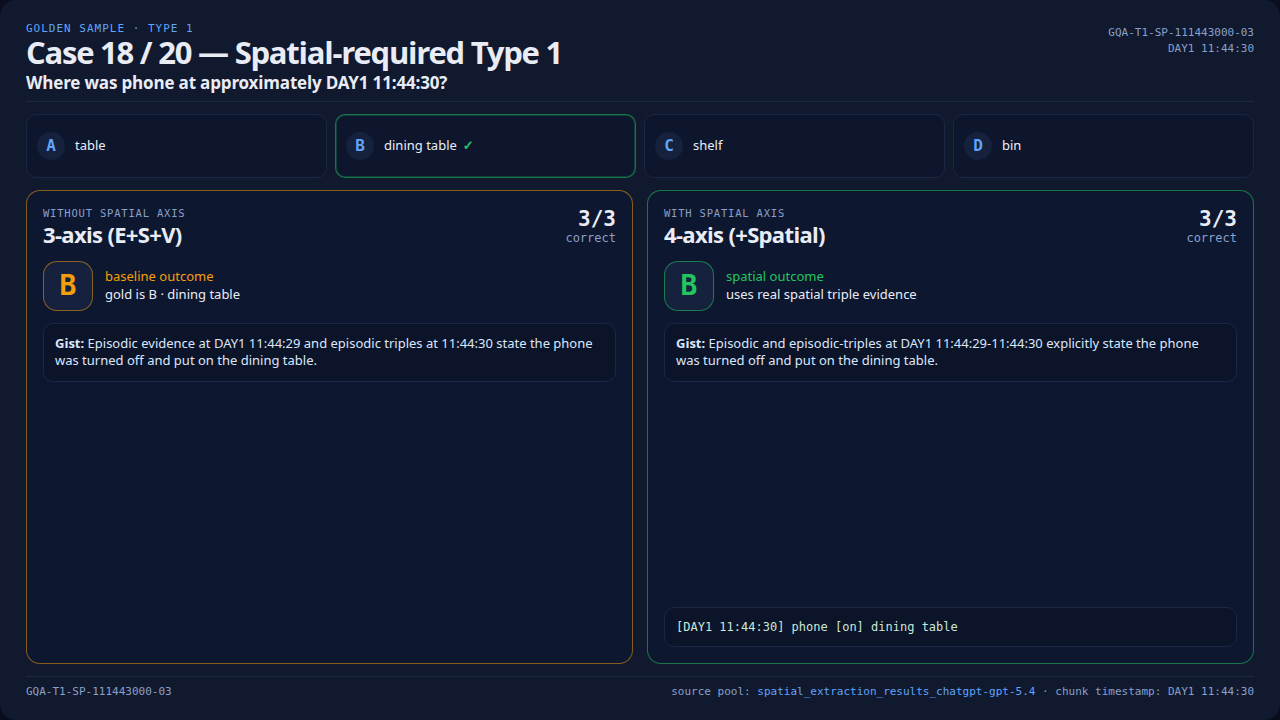 GOLDEN SAMPLE · TYPE 1
Case 18 / 20 — Spatial-required Type 1
Where was phone at approximately DAY1 11:44:30?
GQA-T1-SP-111443000-03
DAY1 11:44:30
A table
B dining table ✓
C shelf
D bin
WITHOUT SPATIAL AXIS
3-axis (E+S+V)
3/3
correct
B
baseline outcome
gold is B · dining table
Gist: Episodic evidence at DAY1 11:44:29 and episodic triples at 11:44:30 state the phone
was turned off and put on the dining table.
WITH SPATIAL AXIS
4-axis (+Spatial)
3/3
correct
B
spatial outcome
uses real spatial triple evidence
Gist: Episodic and episodic-triples at DAY1 11:44:29-11:44:30 explicitly state the phone
was turned off and put on the dining table.
[DAY1 11:44:30] phone [on] dining table
GQA-T1-SP-111443000-03
source pool: spatial_extraction_results_chatgpt-gpt-5.4 · chunk timestamp: DAY1 11:44:30